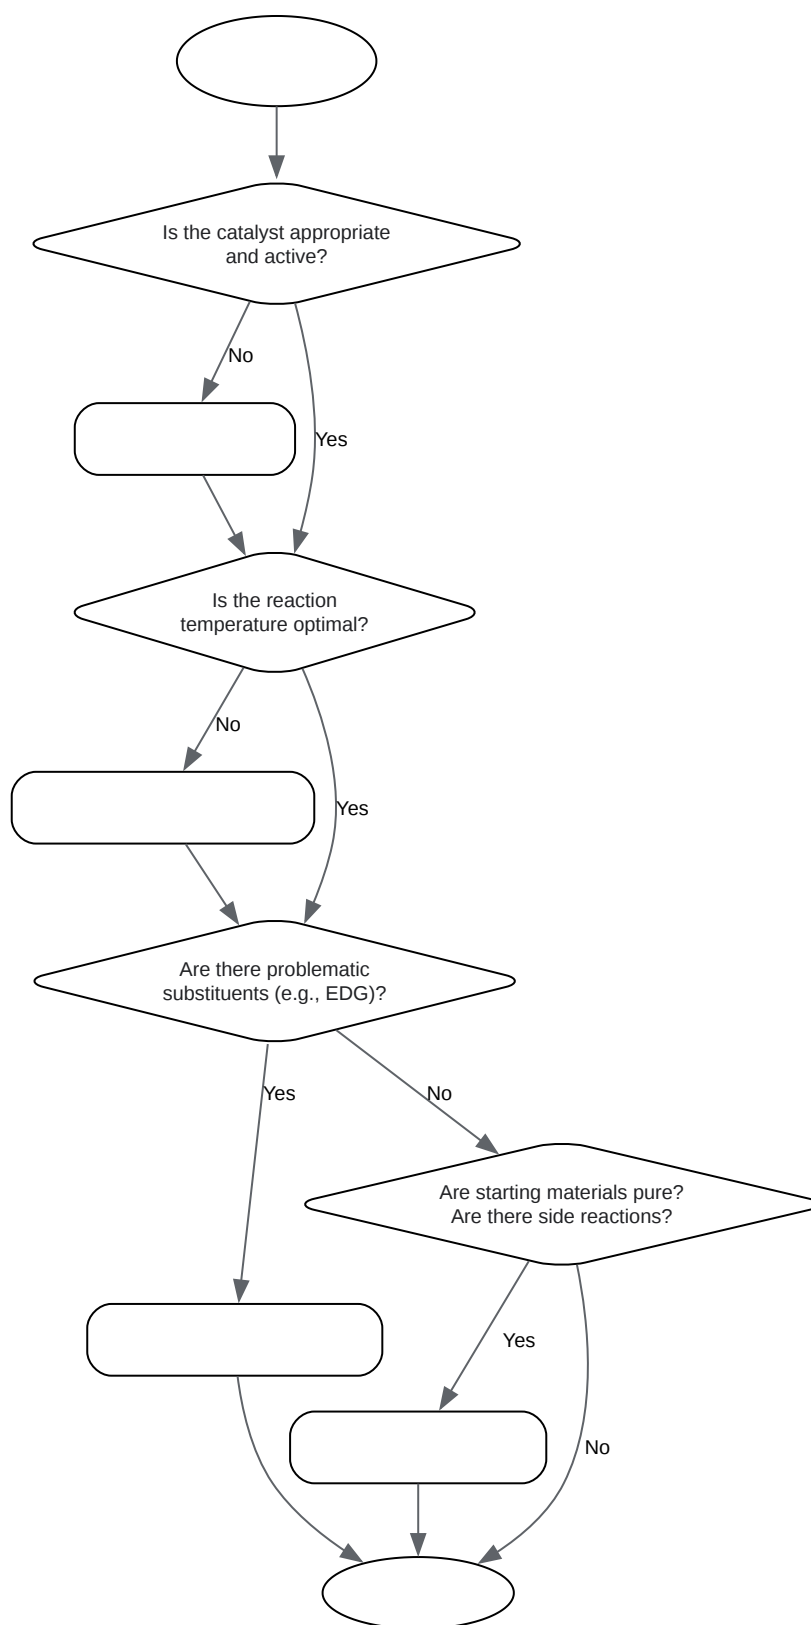 Is the catalyst appropriate
and active?
No
Yes
Is the reaction
temperature optimal?
No
Yes
Are there problematic
substituents (e.g., EDG)?
Yes
No
Are starting materials pure?
Are there side reactions?
Yes
No